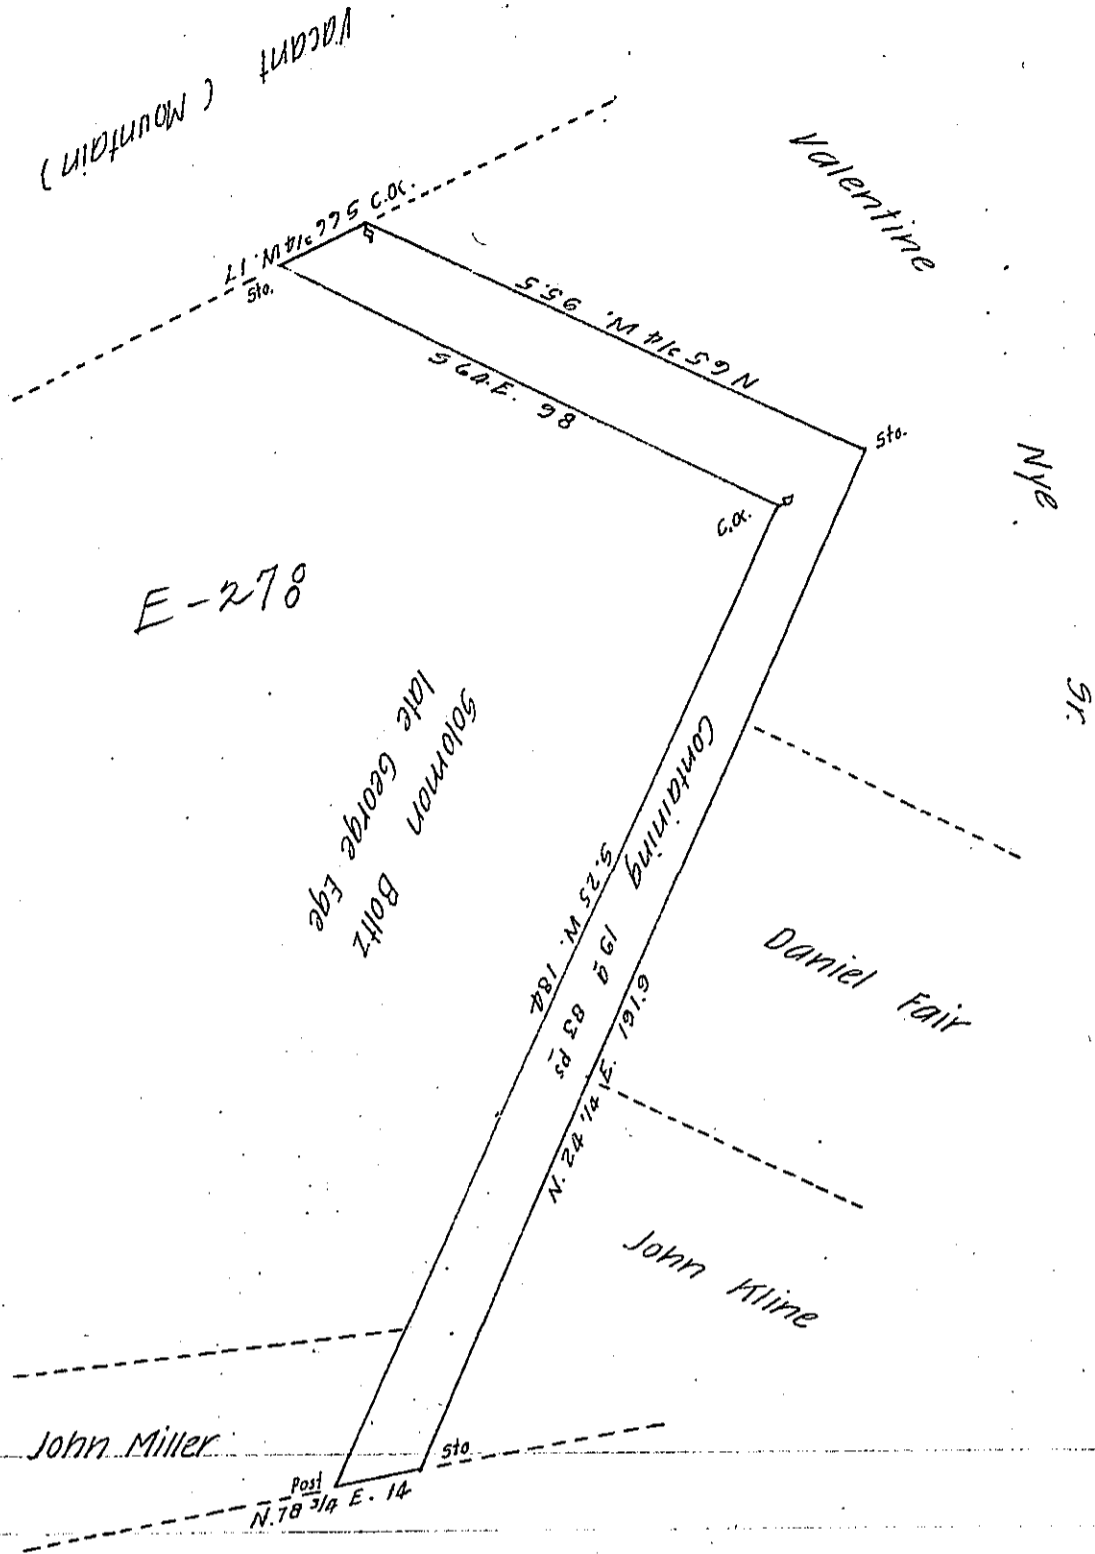 Vacant ( Mountain )
Valentine Nye Sr.
S 66 3/4 W. 17
C.O.
Sto.
N 65 3/4 W. 95.5
S 64. E. 98
Sto.
C.O.
E-278
Solomon Boltz
late George Ege
Containing 19 a 83 ps
S. 25 W. 184
N. 24 1/4 E. 191.9
Daniel Fair
John Kline
John Miller
Post
Sto
N. 78 3/4 E. 14